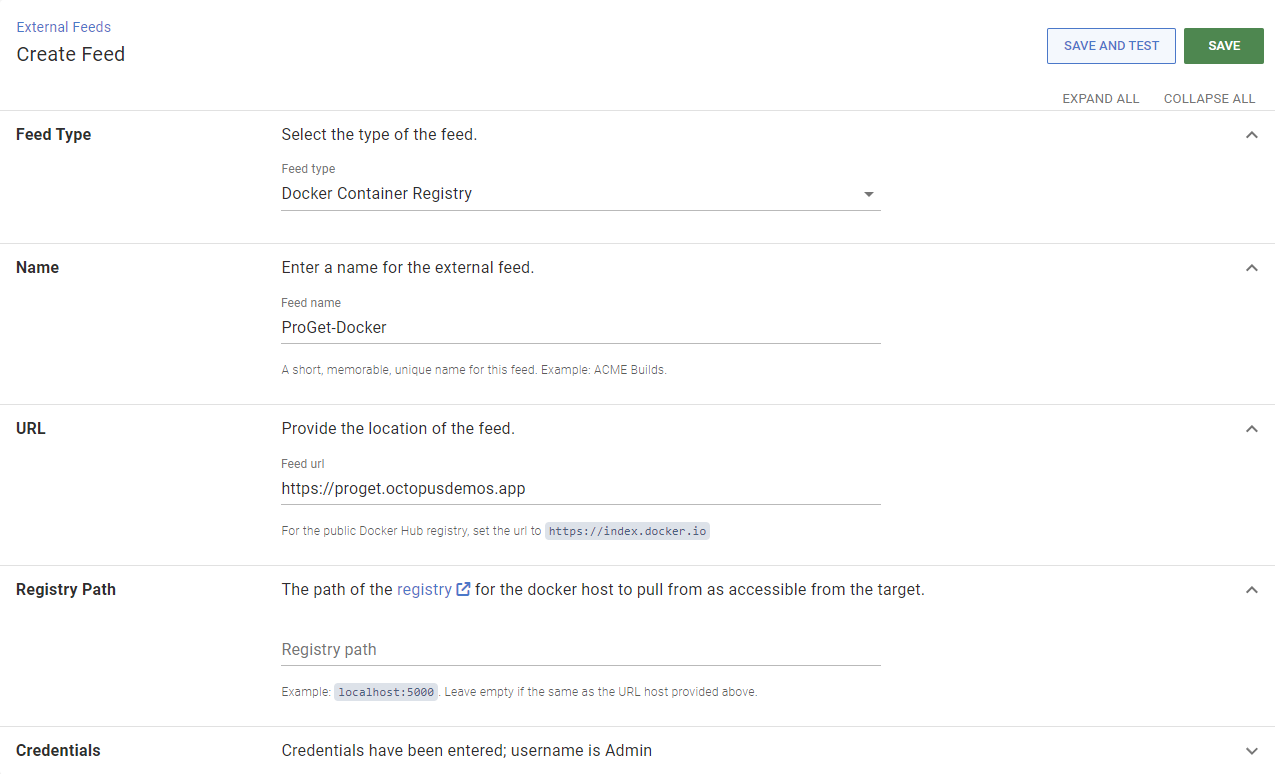 External Feeds
Create Feed
SAVE AND TEST
SAVE
EXPAND ALL
COLLAPSE ALL
Feed Type
Select the type of the feed.
Feed type
Docker Container Registry
Name
Enter a name for the external feed.
Feed name
ProGet-Docker
A short, memorable, unique name for this feed. Example: ACME Builds.
URL
Provide the location of the feed.
Feed url
https://proget.octopusdemos.app
For the public Docker Hub registry, set the url to https://index.docker.io
Registry Path
The path of the registry for the docker host to pull from as accessible from the target.
Registry path
Example: localhost:5000. Leave empty if the same as the URL host provided above.
Credentials
Credentials have been entered; username is Admin